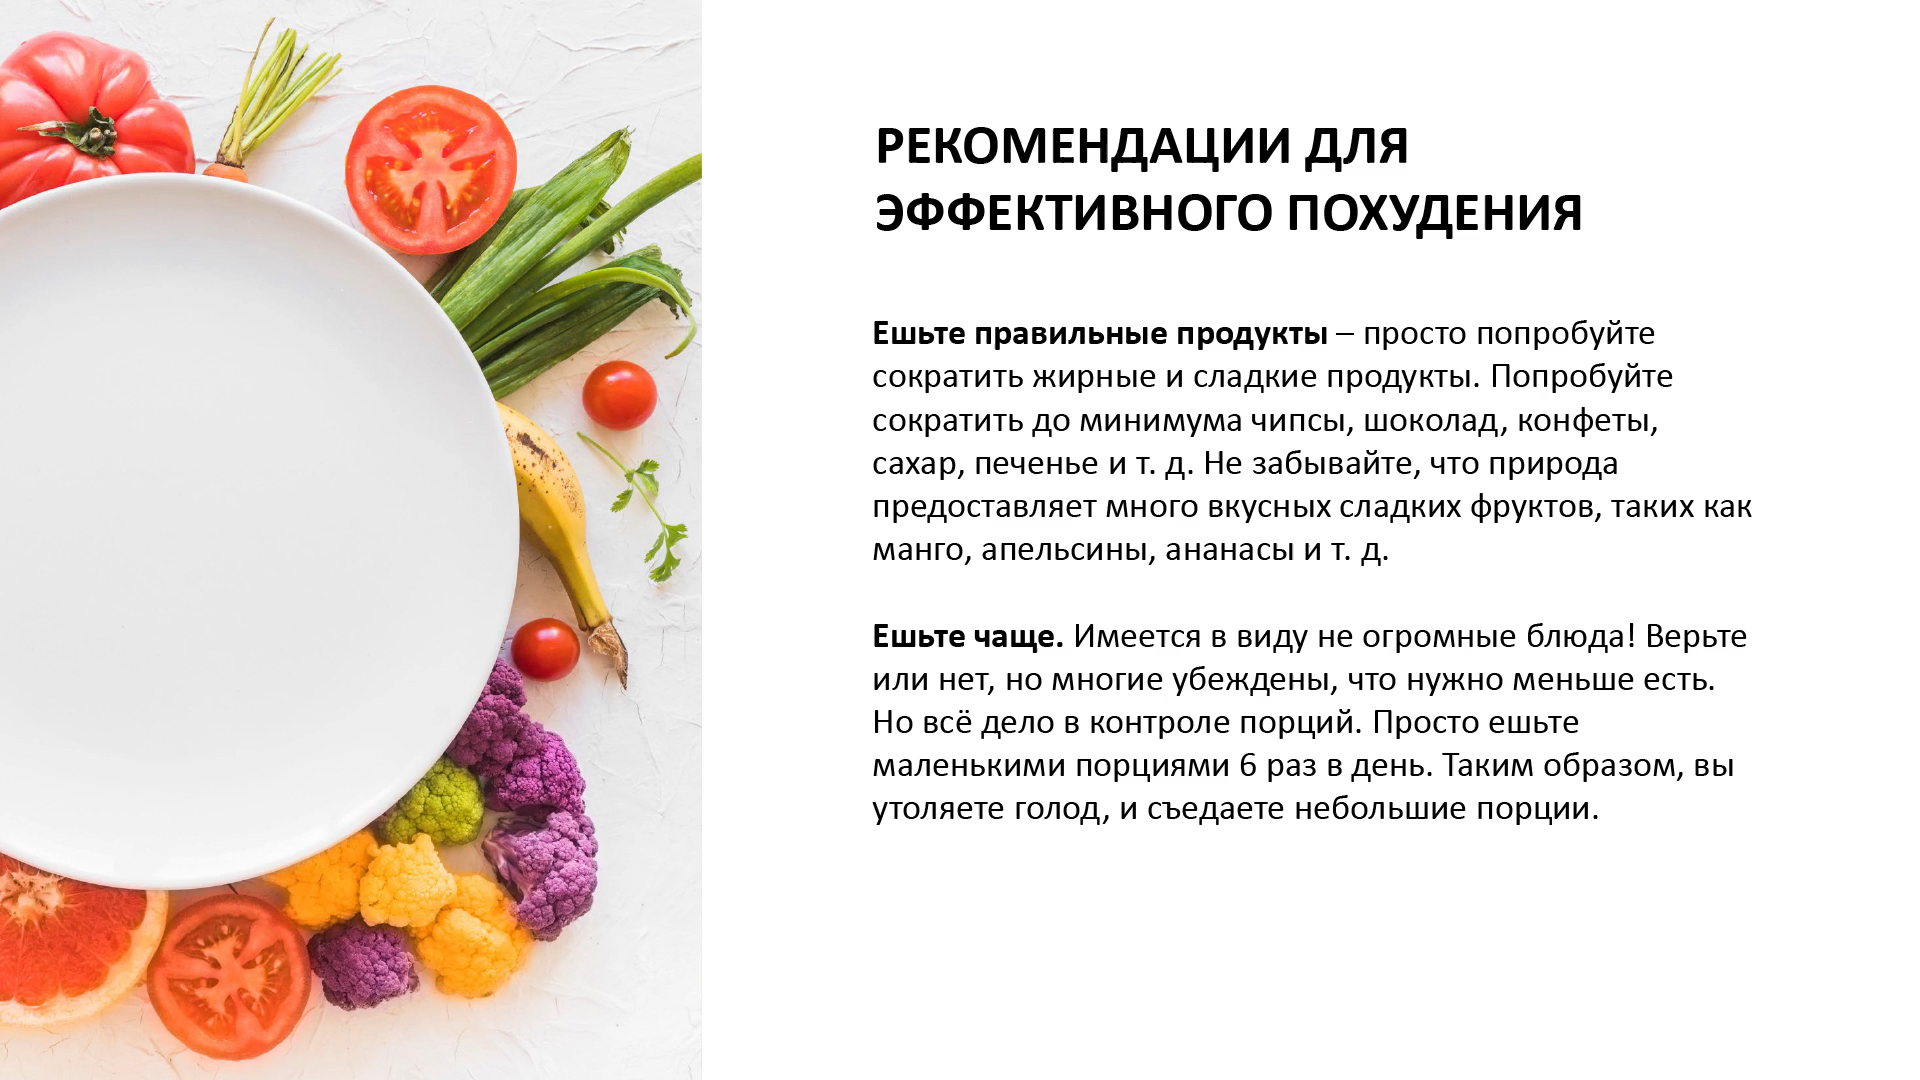 РЕКОМЕНДАЦИИ ДЛЯ
ЭФФЕКТИВНОГО ПОХУДЕНИЯ
Ешьте правильные продукты – просто попробуйте
сократить жирные и сладкие продукты. Попробуйте
сократить до минимума чипсы, шоколад, конфеты,
сахар, печенье и т. д. Не забывайте, что природа
предоставляет много вкусных сладких фруктов, таких как
манго, апельсины, ананасы и т. д.
Ешьте чаще. Имеется в виду не огромные блюда! Верьте
или нет, но многие убеждены, что нужно меньше есть.
Но всё дело в контроле порций. Просто ешьте
маленькими порциями 6 раз в день. Таким образом, вы
утоляете голод, и съедаете небольшие порции.